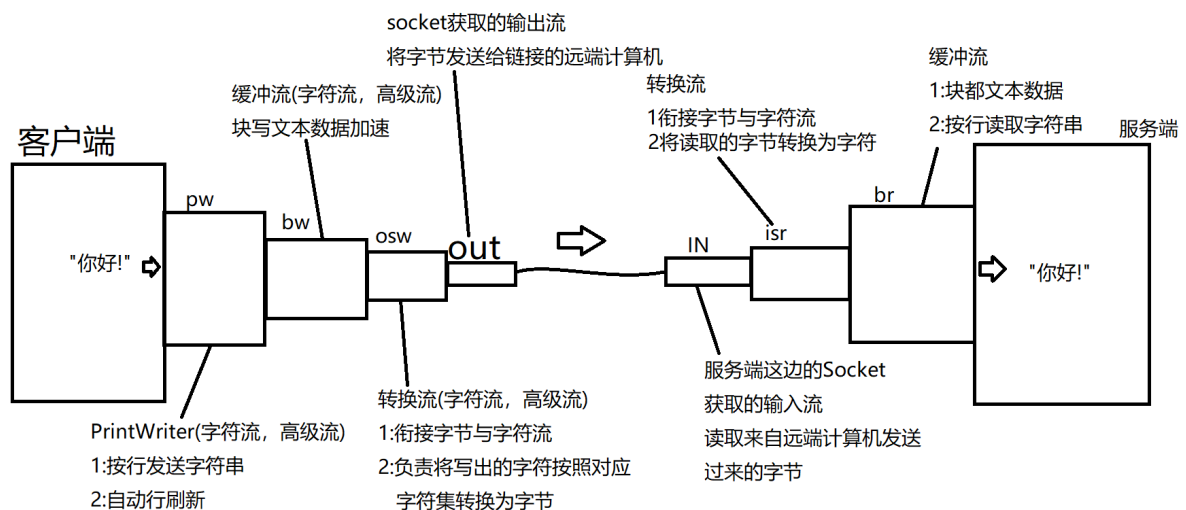 socket获取的输出流
将字节发送给链接的远端计算机
缓冲流(字符流，高级流)
块写文本数据加速
转换流
1衔接字节与字符流
2将读取的字节转换为字符
缓冲流
1:块都文本数据
2:按行读取字符串
客户端
服务端
pw
bw
osw
out
IN
isr
br
"你好!"
"你好!"
PrintWriter(字符流，高级流)
1:按行发送字符串
2:自动行刷新
转换流(字符流，高级流)
1:衔接字节与字符流
2:负责将写出的字符按照对应
字符集转换为字节
服务端这边的Socket
获取的输入流
读取来自远端计算机发送
过来的字节